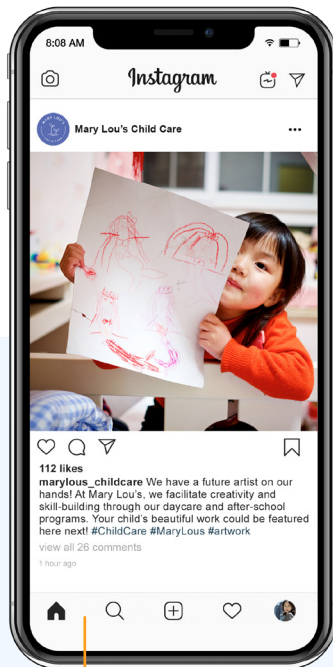 8:08 AM
Instagram
MARY LOU'S
Mary Lou's Child Care
112 likes
marylous_childcare We have a future artist on our
hands! At Mary Lou's, we facilitate creativity and
skill-building through our daycare and after-school
programs. Your child's beautiful work could be featured
here next! #ChildCare #MaryLous #artwork
view all 26 comments
1 hour ago